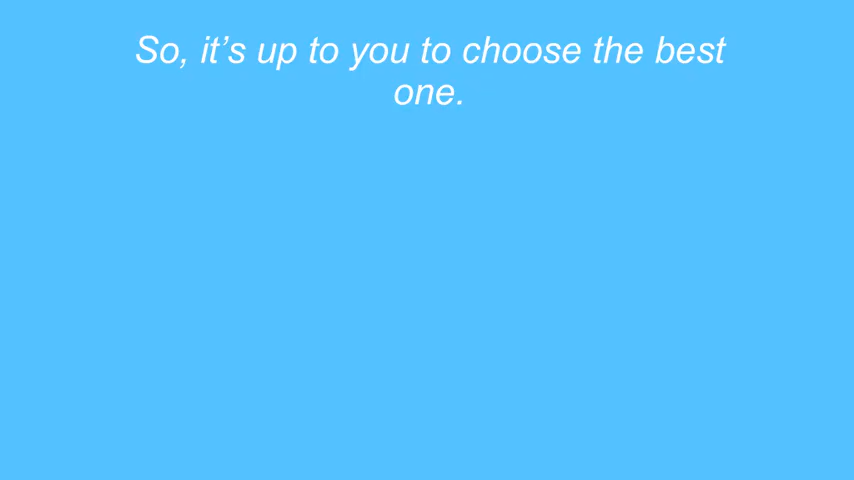 So, it’s up to you to choose the best
one.